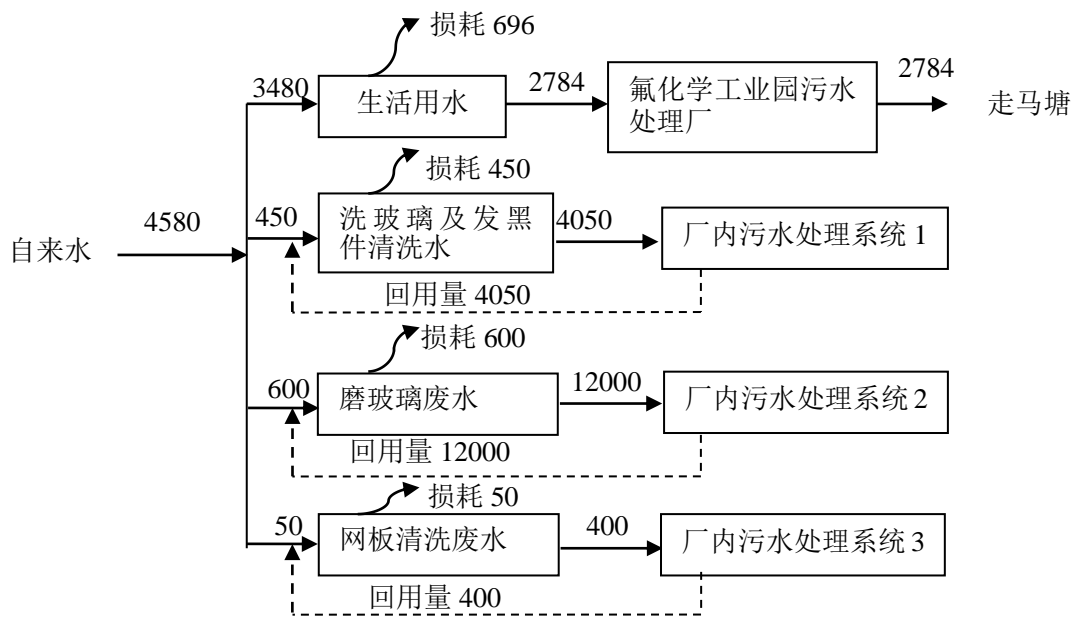 损耗 696
3480
生活用水
2784
氟化学工业园污水
处理厂
2784
走马塘
损耗 450
自来水
4580
450
洗玻璃及发黑
件清洗水
4050
厂内污水处理系统 1
回用量 4050
损耗 600
600
磨玻璃废水
12000
厂内污水处理系统 2
回用量 12000
损耗 50
50
网板清洗废水
400
厂内污水处理系统 3
回用量 400